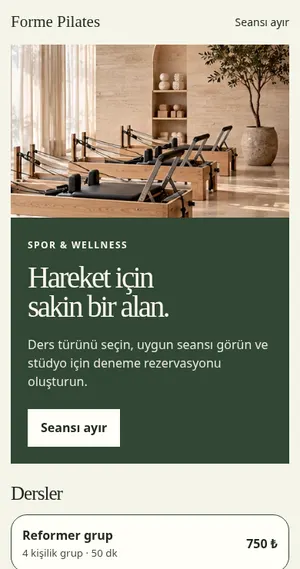 Forme Pilates
Seansı ayır
SPOR & WELLNESS
Hareket için
sakin bir alan.
Ders türünü seçin, uygun seansı görün ve
stüdyo için deneme rezervasyonu
oluşturun.
Seansı ayır
Dersler
Reformer grup
4 kişilik grup · 50 dk
750 ₺